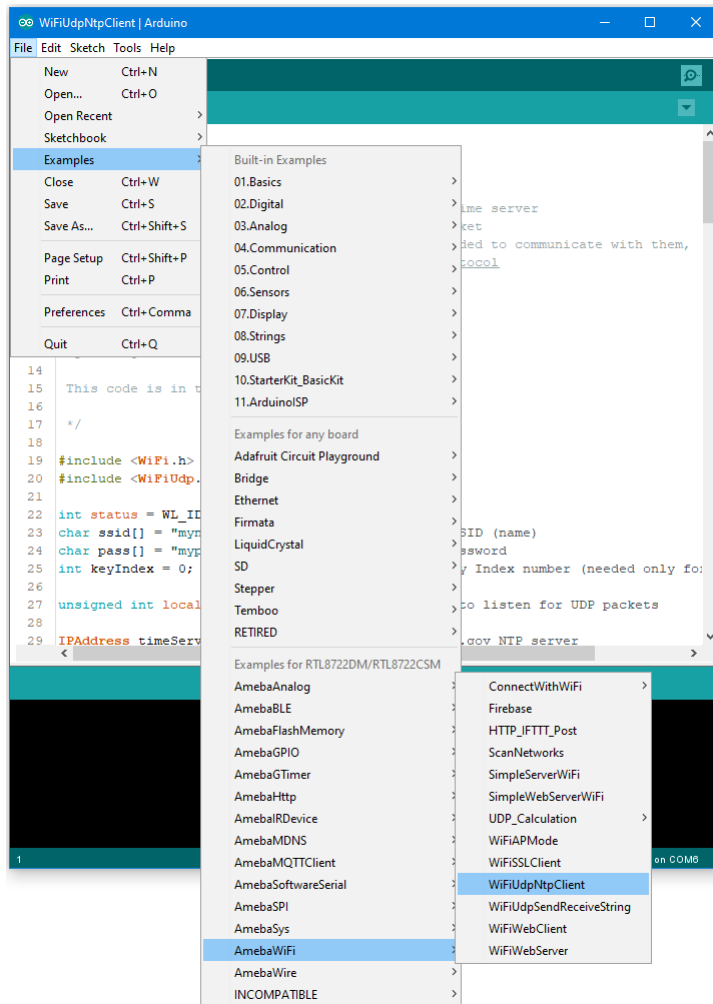 WiFiUdpNtpClient | Arduino
File Edit Sketch Tools Help
New Ctrl+N
Open... Ctrl+O
Open Recent
Sketchbook
Examples
Close Ctrl+W
Save Ctrl+S
Save As... Ctrl+Shift+S
Page Setup Ctrl+Shift+P
Print Ctrl+P
Preferences Ctrl+Comma
Quit Ctrl+Q
Built-in Examples
01.Basics
02.Digital
03.Analog
04.Communication
05.Control
06.Sensors
07.Display
08.Strings
09.USB
10.StarterKit_BasicKit
11.ArduinoISP
Examples for any board
Adafruit Circuit Playground
Bridge
Ethernet
Firmata
LiquidCrystal
SD
Stepper
Temboo
RETIRED
Examples for RTL8722DM/RTL8722CSM
AmebaAnalog
AmebaBLE
AmebaFlashMemory
AmebaGPIO
AmebaGTimer
AmebaHttp
AmebaIRDevice
AmebaMDNS
AmebaMQTTClient
AmebaSoftwareSerial
AmebaSPI
AmebaSys
AmebaWiFi
AmebaWire
INCOMPATIBLE
ConnectWithWiFi
Firebase
HTTP_IFTTT_Post
ScanNetworks
SimpleServerWiFi
SimpleWebServerWiFi
UDP_Calculation
WiFiAPMode
WiFiSSLClient
WiFiUdpNtpClient
WiFiUdpSendReceiveString
WiFiWebClient
WiFiWebServer
ime server
ket
ded to communicate with them,
tocol
14
15 This code is in t
16
17 */
18
19 #include <WiFi.h>
20 #include <WiFiUdp.
21
22 int status = WL_ID
23 char ssid[] = "myn SID (name)
24 char pass[] = "myp ssword
25 int keyIndex = 0; y Index number (needed only for
26
27 unsigned int local to listen for UDP packets
28
29 IPAddress timeServ .gov NTP server
1 on COM6